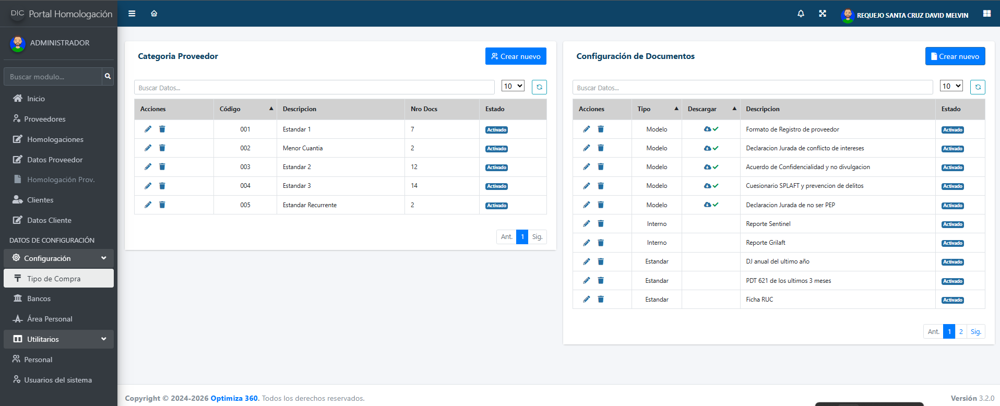 DIC Portal Homologación
REQUEJO SANTA CRUZ DAVID MELVIN
ADMINISTRADOR
Buscar modulo...
Inicio
Proveedores
Homologaciones
Datos Proveedor
Homologación Prov.
Clientes
Datos Cliente
DATOS DE CONFIGURACIÓN
Configuración
Tipo de Compra
Bancos
Área Personal
Utilitarios
Personal
Usuarios del sistema
Categoria Proveedor
Crear nuevo
Buscar Datos...
10
Acciones Código Descripcion Nro Docs Estado
001 Estandar 1 7 Activado
002 Menor Cuantia 2 Activado
003 Estandar 2 12 Activado
004 Estandar 3 14 Activado
005 Estandar Recurrente 2 Activado
Ant. 1 Sig.
Configuración de Documentos
Crear nuevo
Buscar Datos...
10
Acciones Tipo Descargar Descripcion Estado
Modelo Formato de Registro de proveedor Activado
Modelo Declaracion Jurada de conflicto de intereses Activado
Modelo Acuerdo de Confidencialidad y no divulgacion Activado
Modelo Cuesionario SPLAFT y prevencion de delitos Activado
Modelo Declaracion Jurada de no ser PEP Activado
Interno Reporte Sentinel Activado
Interno Reporte Grilaft Activado
Estandar DJ anual del ultimo año Activado
Estandar PDT 621 de los ultimos 3 meses Activado
Estandar Ficha RUC Activado
Ant. 1 2 Sig.
Copyright © 2024-2026 Optimiza 360. Todos los derechos reservados.
Versión 3.2.0